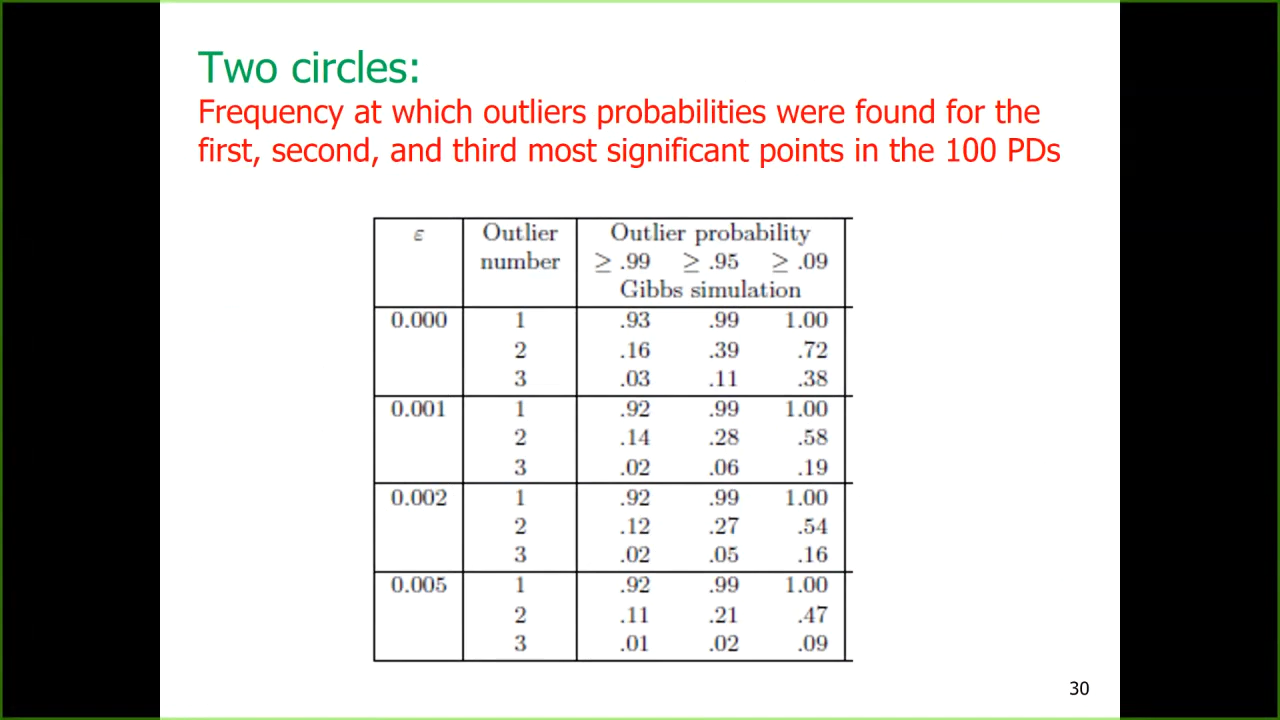 Two circles:
Frequency at which outliers probabilities were found for the
first, second, and third most significant points in the 100 PDs
ε Outlier Outlier probability
number ≥ .99 ≥ .95 ≥ .09
Gibbs simulation
0.000 1 .93 .99 1.00
2 .16 .39 .72
3 .03 .11 .38
0.001 1 .92 .99 1.00
2 .14 .28 .58
3 .02 .06 .19
0.002 1 .92 .99 1.00
2 .12 .27 .54
3 .02 .05 .16
0.005 1 .92 .99 1.00
2 .11 .21 .47
3 .01 .02 .09
30